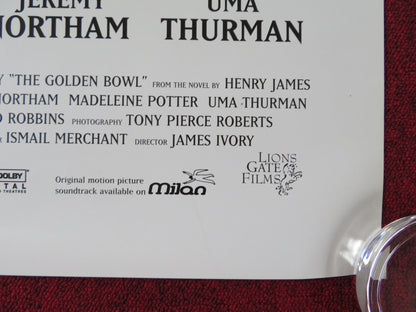 JEREMY UMA
NORTHAM THURMAN
"THE GOLDEN BOWL" FROM THE NOVEL BY HENRY JAMES
NORTHAM MADELEINE POTTER UMA THURMAN
ROBBINS PHOTOGRAPHY TONY PIERCE ROBERTS
ISMAIL MERCHANT DIRECTOR JAMES IVORY
DOLBY
Original motion picture
soundtrack available on milan
LIONS
GATE
FILMS